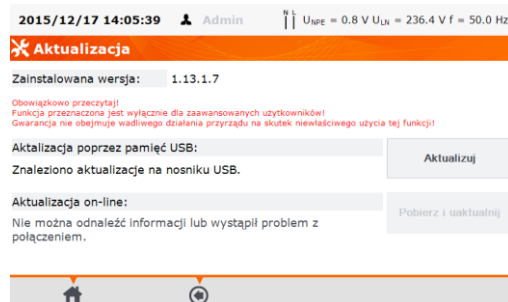 2015/12/17 14:05:39 Admin N L UNPE = 0.8 V ULN = 236.4 V f = 50.0 Hz
Aktualizacja
Zainstalowana wersja: 1.13.1.7
Obowiązkowo przeczytaj!
Funkcja przeznaczona jest wyłącznie dla zaawansowanych użytkowników!
Gwarancja nie obejmuje wadliwego działania przyrządu na skutek niewłaściwego użycia tej funkcji!
Aktalizacja poprzez pamięć USB:
Znaleziono aktualizacje na nosniku USB.
Aktualizuj
Aktualizacja on-line:
Nie można odnaleźć informacji lub wystąpił problem z
połączeniem.
Pobierz i uaktualnij